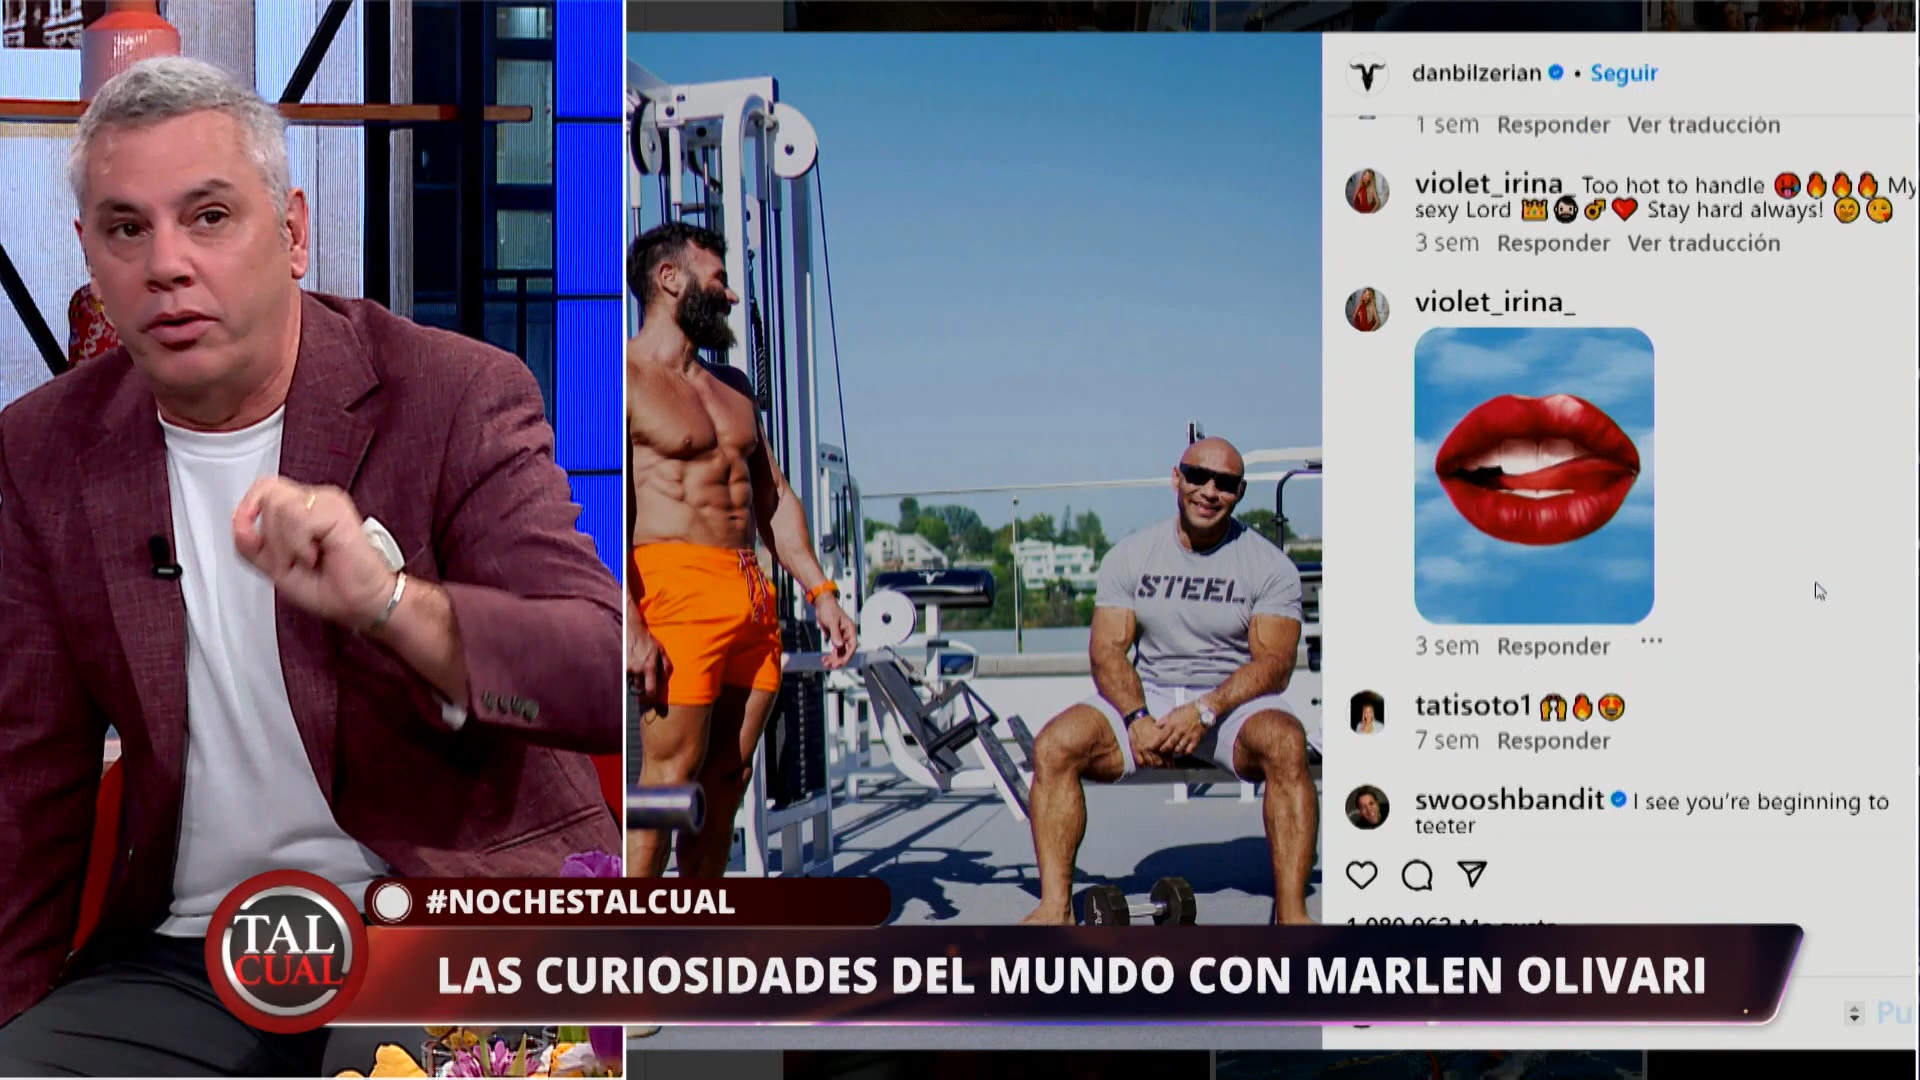 danbilzerian • Seguir
1 sem Responder Ver traducción
violet_irina_ Too hot to handle 🥵🔥🔥🔥 My
sexy Lord 👑🧔🏻‍♂️❤️ Stay hard always! 😊😘
3 sem Responder Ver traducción
violet_irina_
3 sem Responder ...
tatisoto1 🙌🔥😍
7 sem Responder
swooshbandit I see you're beginning to
teeter
STEEL
#NOCHESTALCUAL
TAL
CUAL
LAS CURIOSIDADES DEL MUNDO CON MARLEN OLIVARI